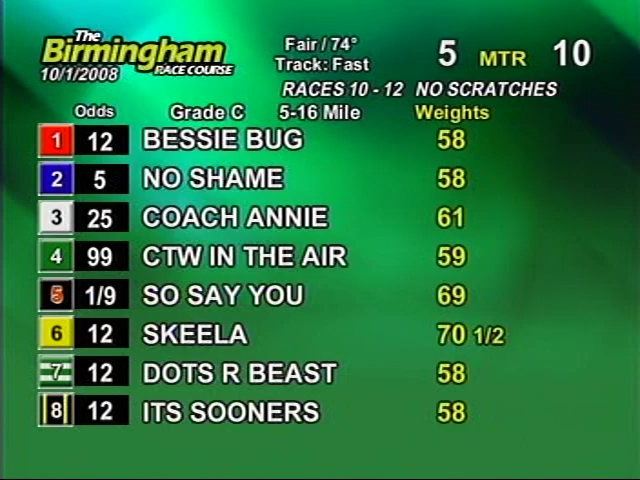 The
Birmingham
RACE COURSE
10/1/2008
Fair / 74°
Track: Fast
5 MTR 10
RACES 10 - 12 NO SCRATCHES
Odds Grade C 5-16 Mile Weights
1 12 BESSIE BUG 58
2 5 NO SHAME 58
3 25 COACH ANNIE 61
4 99 CTW IN THE AIR 59
5 1/9 SO SAY YOU 69
6 12 SKEELA 70 1/2
7 12 DOTS R BEAST 58
8 12 ITS SOONERS 58